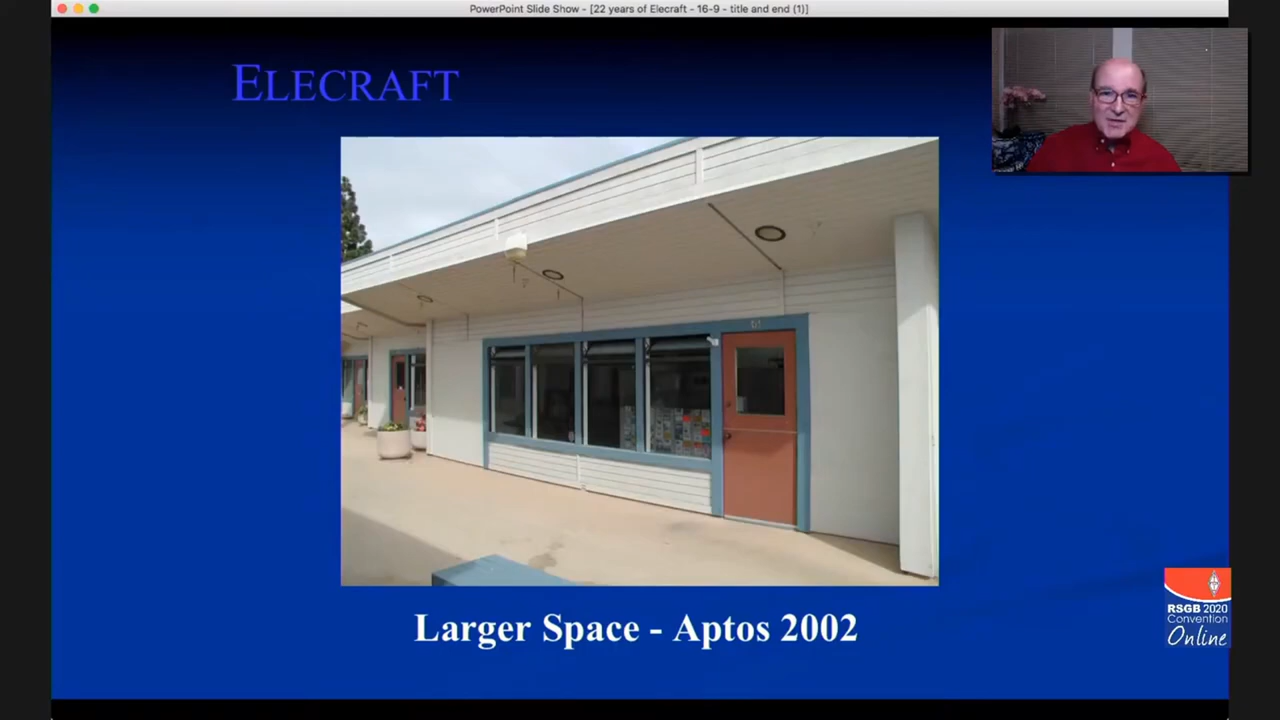 PowerPoint Slide Show - [22 years of Elecraft - 16-9 - title and end (1)]
ELECRAFT
Larger Space - Aptos 2002
RSGB 2020
Convention
Online